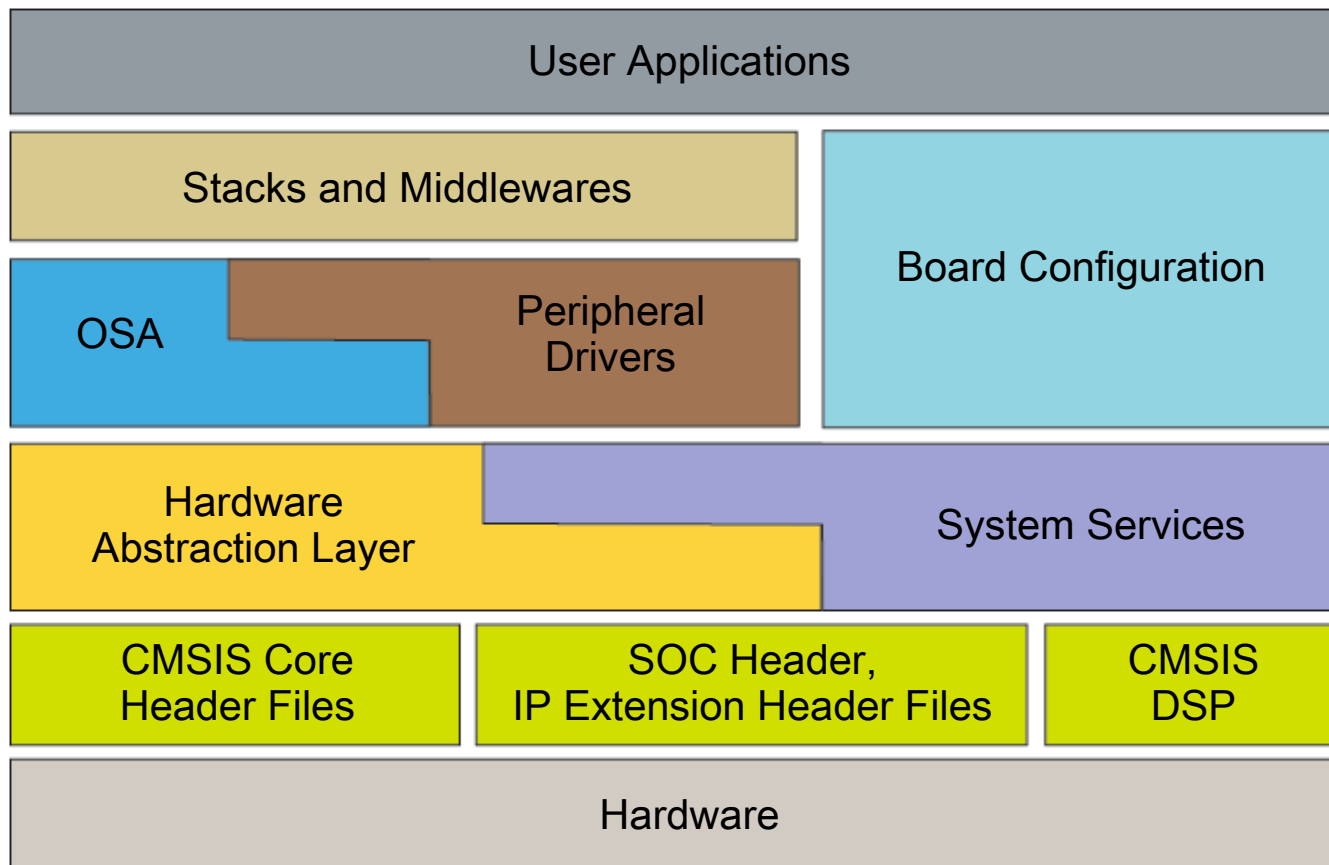 User Applications
Stacks and Middlewares
Board Configuration
OSA
Peripheral
Drivers
Hardware
Abstraction Layer
System Services
CMSIS Core
Header Files
SOC Header,
IP Extension Header Files
CMSIS
DSP
Hardware